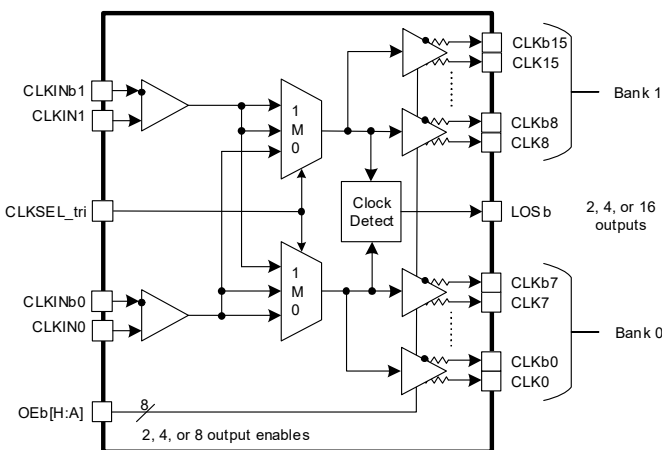 CLKb15
CLK15
CLKINb1
CLKIN1
1
M
0
Bank 1
CLKb8
CLK8
CLKSEL_tri
Clock
Detect
LOSb
2, 4, or 16
outputs
1
M
0
CLKINb0
CLKIN0
CLKb7
CLK7
Bank 0
CLKb0
CLK0
OEb[H:A]
8
2, 4, or 8 output enables